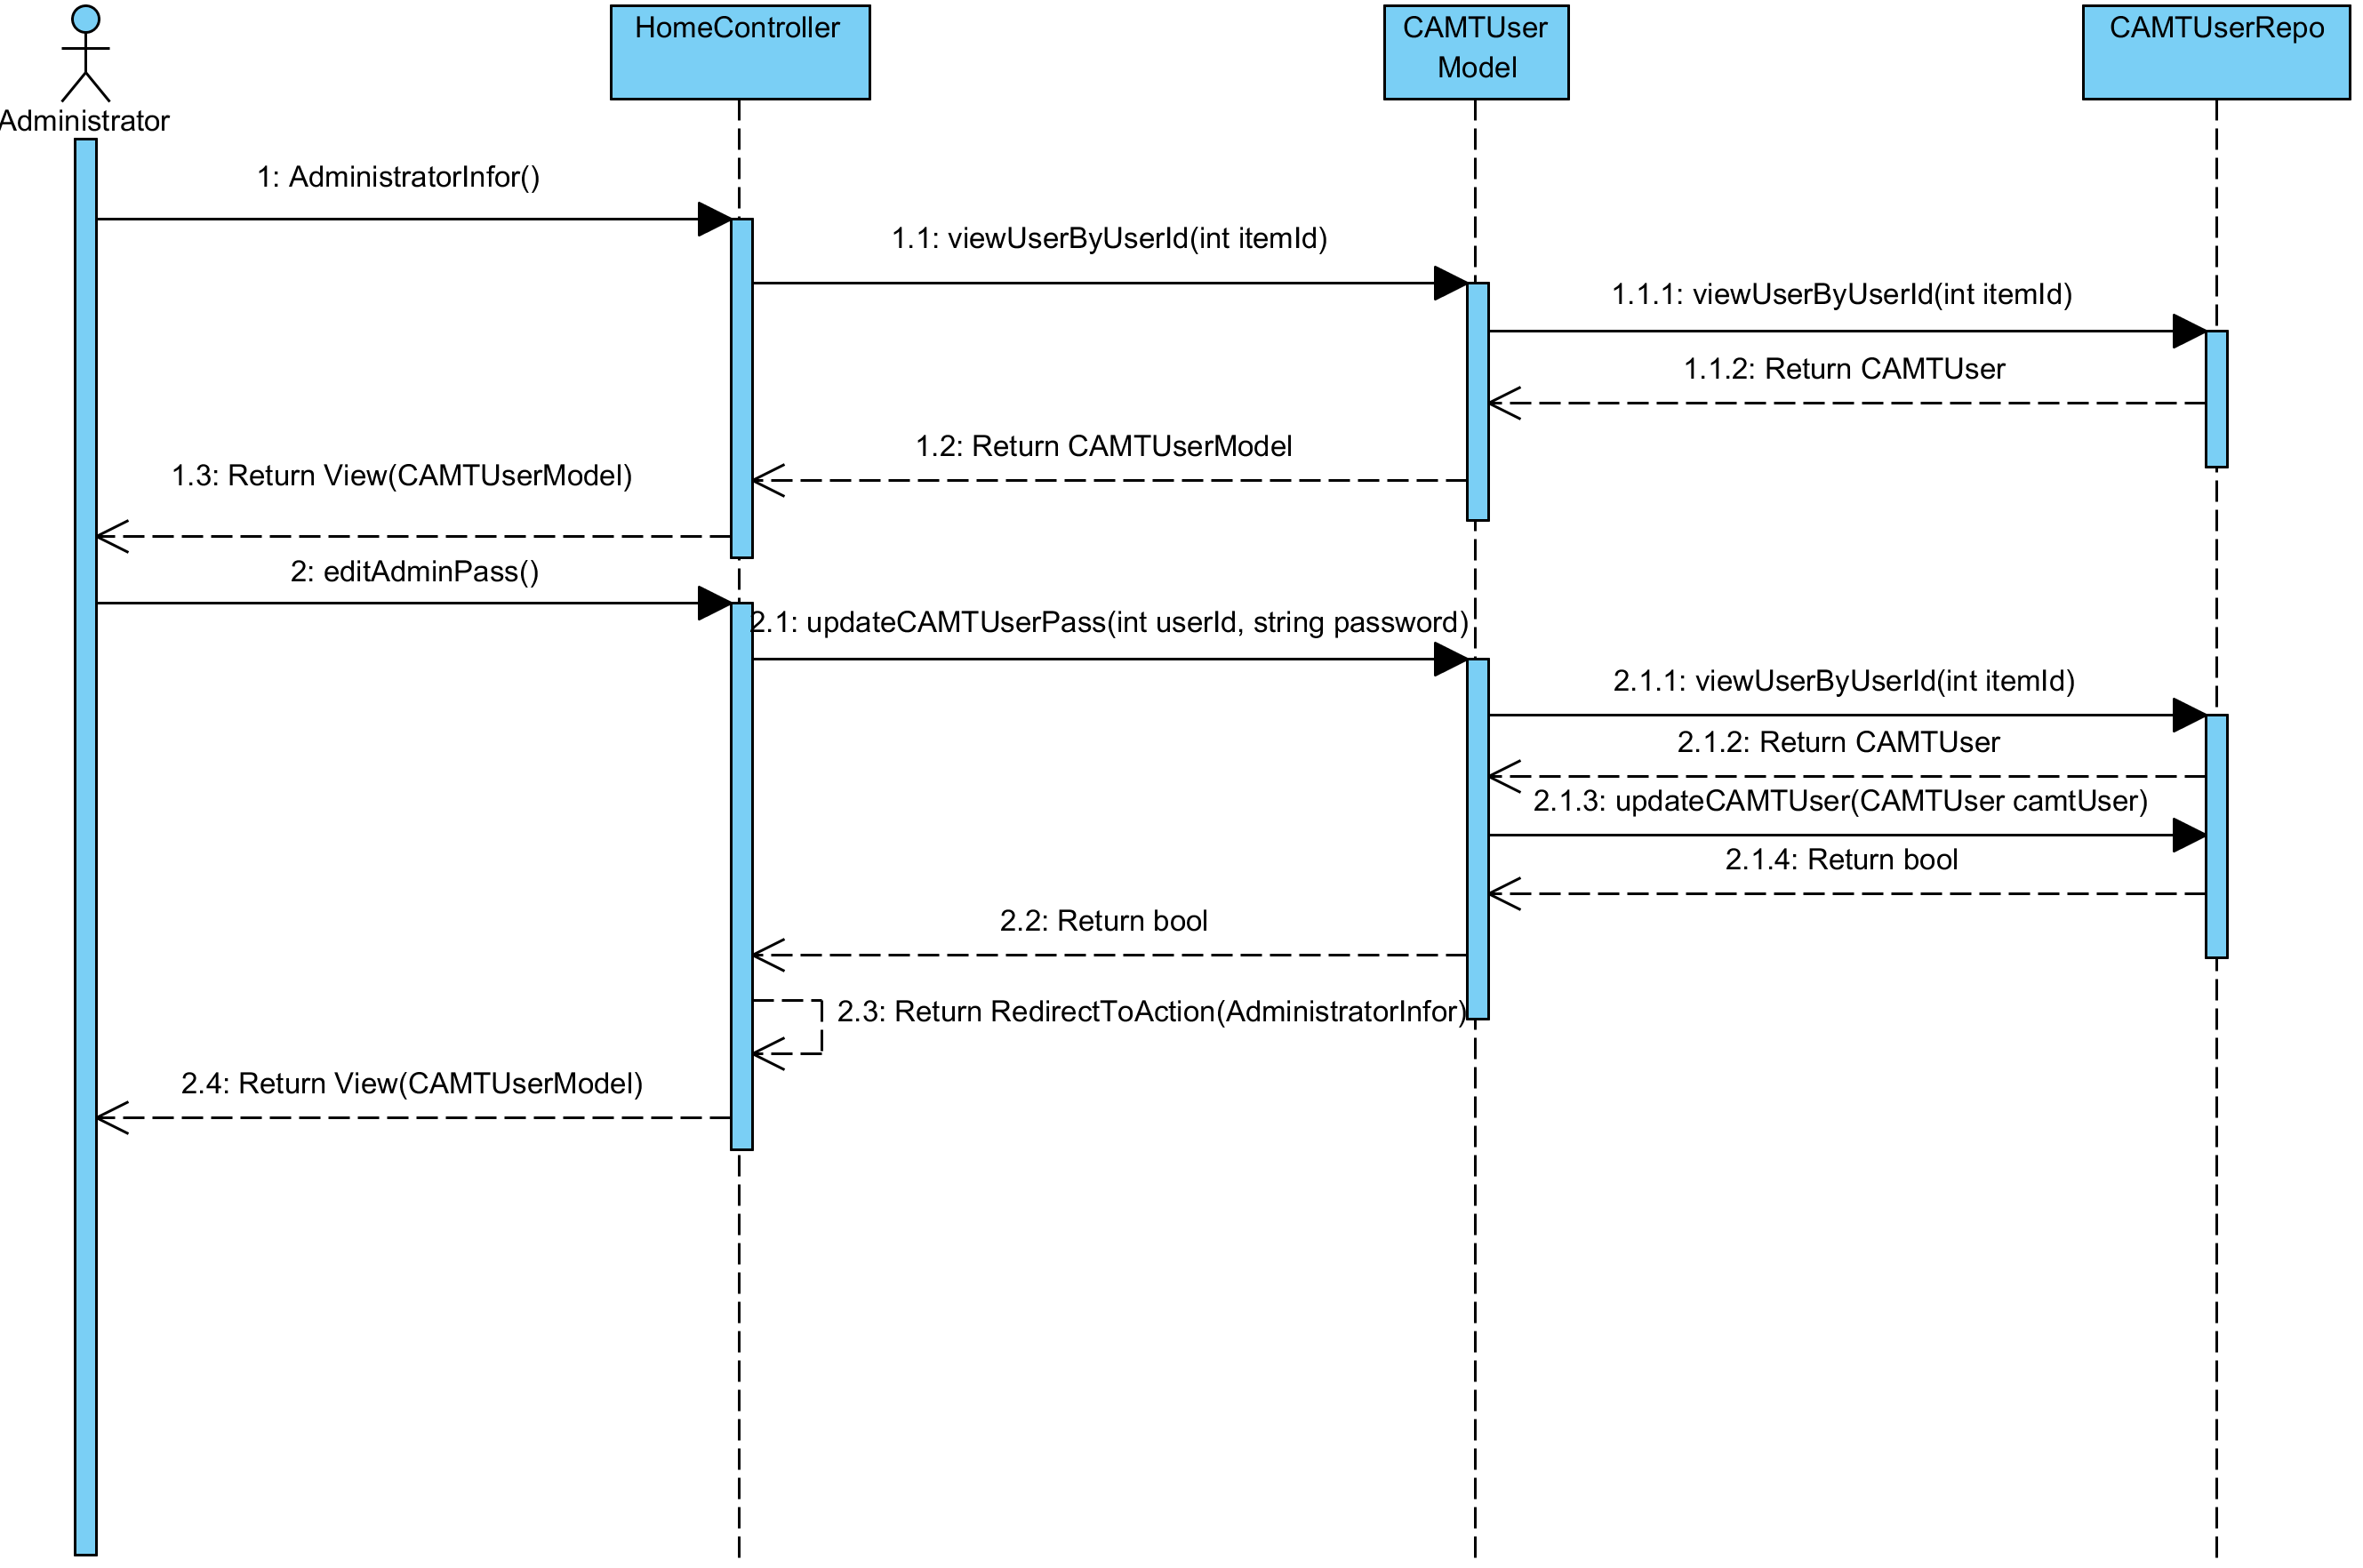 HomeController
CAMTUser
Model
CAMTUserRepo
Administrator
1: AdministratorInfor()
1.1: viewUserByUserId(int itemId)
1.1.1: viewUserByUserId(int itemId)
1.1.2: Return CAMTUser
1.2: Return CAMTUserModel
1.3: Return View(CAMTUserModel)
2: editAdminPass()
2.1: updateCAMTUserPass(int userId, string password)
2.1.1: viewUserByUserId(int itemId)
2.1.2: Return CAMTUser
2.1.3: updateCAMTUser(CAMTUser camtUser)
2.1.4: Return bool
2.2: Return bool
2.3: Return RedirectToAction(AdministratorInfor)
2.4: Return View(CAMTUserModel)